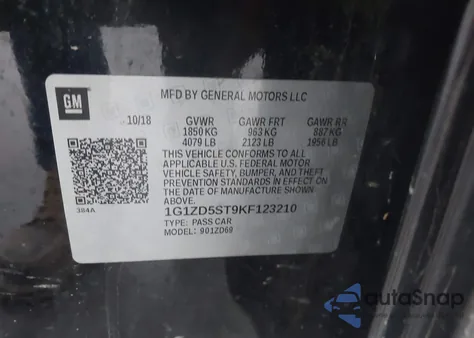 GM
MFD BY GENERAL MOTORS LLC
10/18 GVWR GAWR FRT GAWR RR
1850 KG 963 KG 887 KG
4079 LB 2123 LB 1956 LB
THIS VEHICLE CONFORMS TO ALL
APPLICABLE U.S. FEDERAL MOTOR
VEHICLE SAFETY, BUMPER, AND THEFT
PREVENTION STANDARDS IN EFFECT ON
THE DATE OF MANUFACTURE SHOWN
ABOVE.
384A
1G1ZD5ST9KF123210
TYPE: PASS CAR
MODEL: 901ZD69
autoSnap